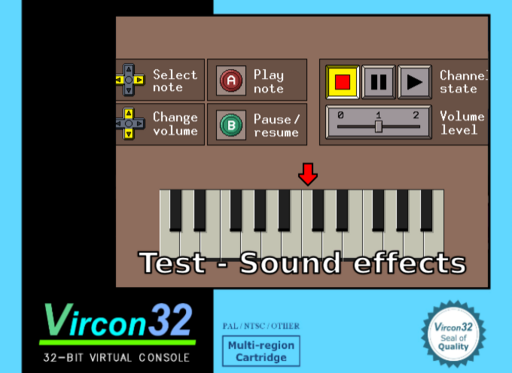 Select note
A
Play note
Channel state
Change volume
B
Pause/ resume
0 1 2
Volume level
Test - Sound effects
Vircon32
32-BIT VIRTUAL CONSOLE
PAL / NTSC / OTHER
Multi-region
Cartridge
Vircon32
Seal of
Quality